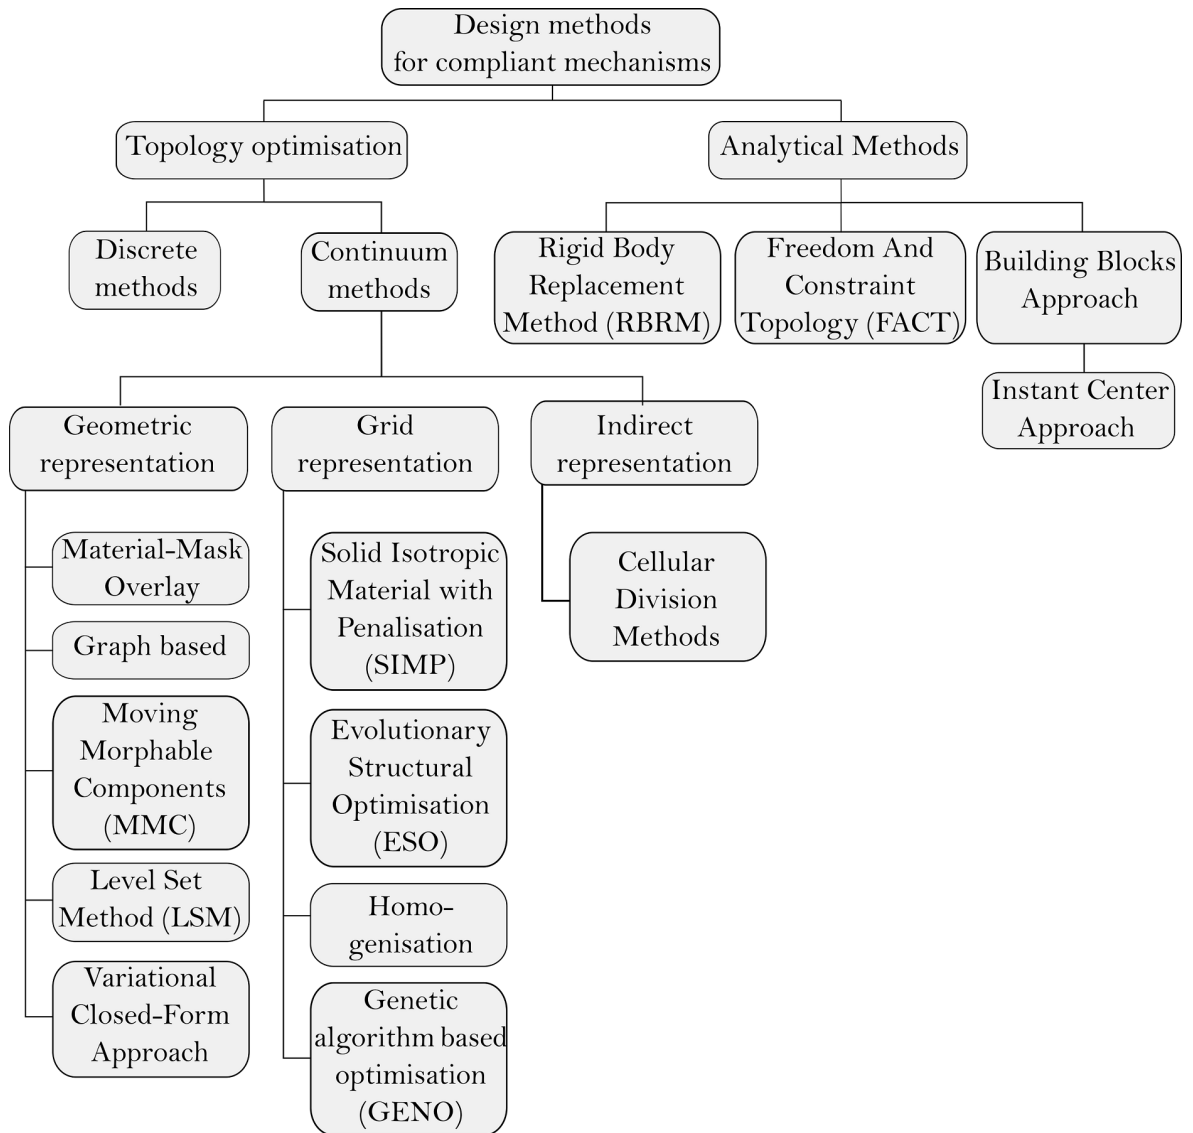 Design methods
for compliant mechanisms
Topology optimisation
Analytical Methods
Discrete
methods
Continuum
methods
Rigid Body
Replacement
Method (RBRM)
Freedom And
Constraint
Topology (FACT)
Building Blocks
Approach
Instant Center
Approach
Geometric
representation
Grid
representation
Indirect
representation
Material-Mask
Overlay
Graph based
Moving
Morphable
Components
(MMC)
Level Set
Method (LSM)
Variational
Closed-Form
Approach
Solid Isotropic
Material with
Penalisation
(SIMP)
Evolutionary
Structural
Optimisation
(ESO)
Homo-
genisation
Genetic
algorithm based
optimisation
(GENO)
Cellular
Division
Methods